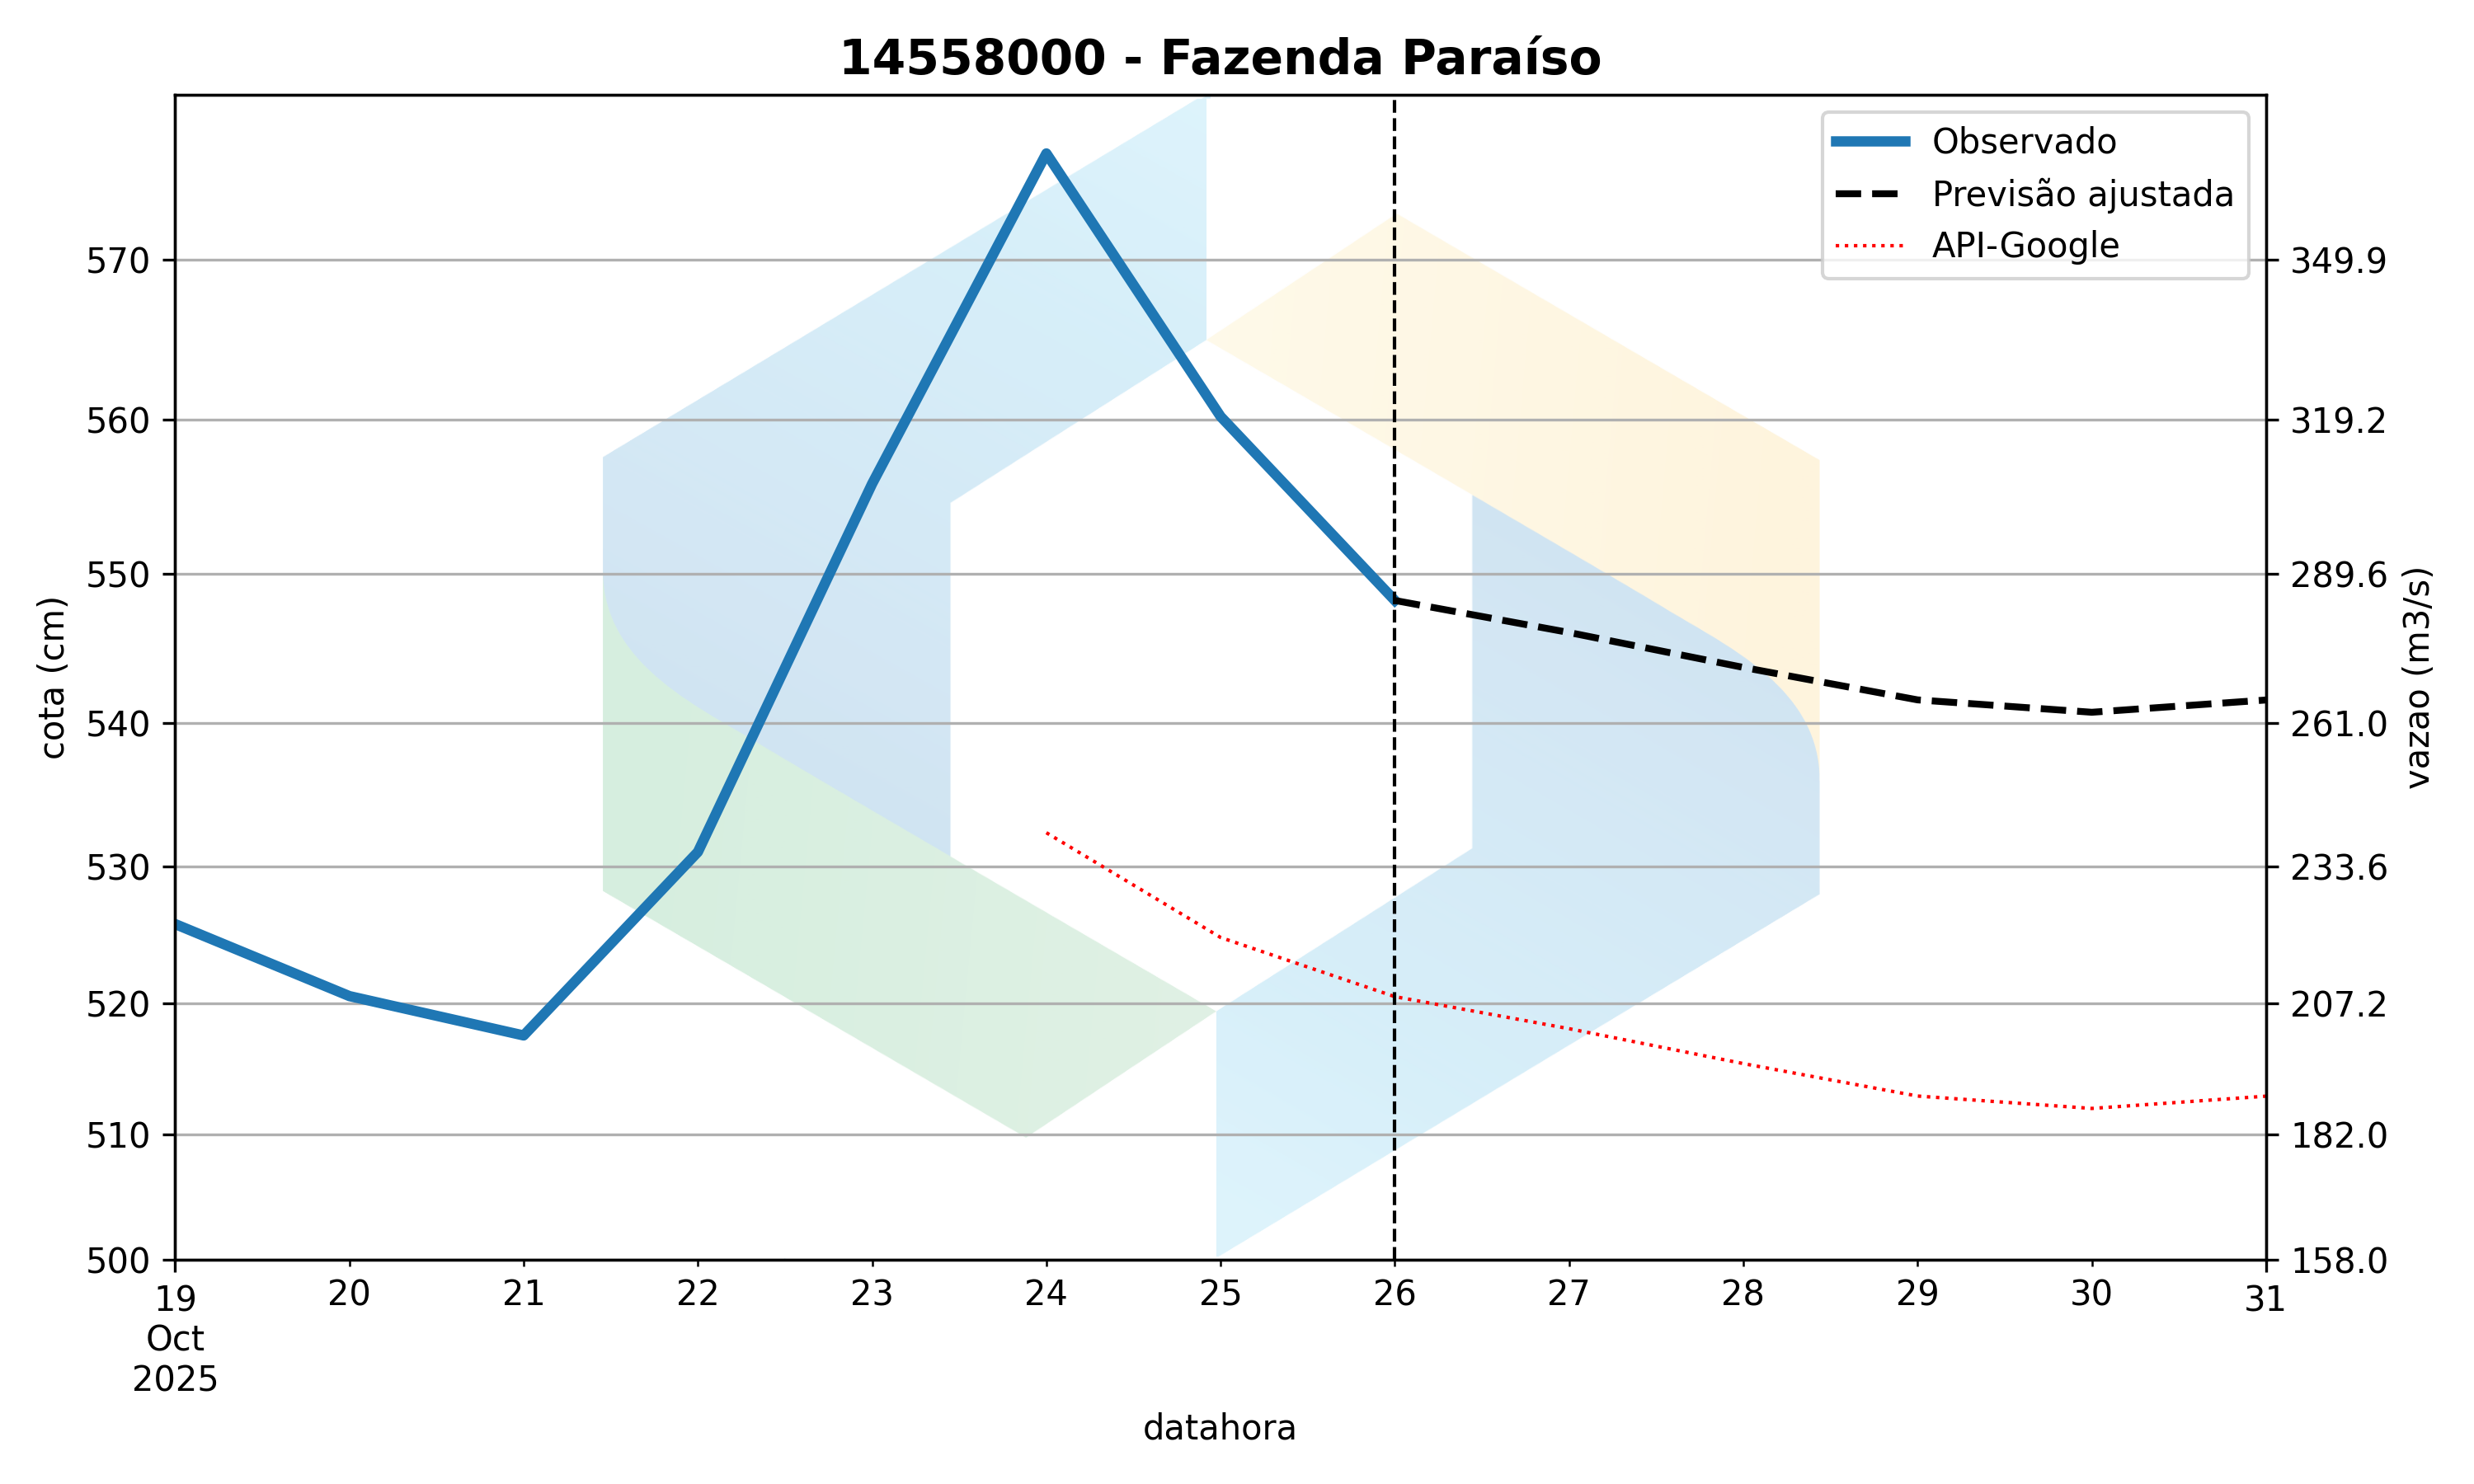 14558000 - Fazenda Paraíso
Observado
Previsão ajustada
API-Google
570
560
550
540
530
520
510
500
cota (cm)
349.9
319.2
289.6
261.0
233.6
207.2
182.0
158.0
vazao (m3/s)
19 20 21 22 23 24 25 26 27 28 29 30 31
Oct
2025
datahora